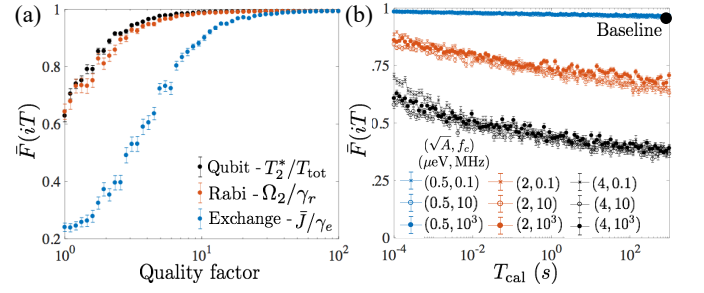 (a)
1
0.8
0.6
0.4
0.2
F̄(iT)
Qubit - T₂*/T_tot
Rabi - Ω₂/γ_r
Exchange - J̄/γ_e
10⁰ 10¹ 10²
Quality factor
(b)
1
.75
.5
.25
0
F̄(iT)
Baseline
(√A, f_c)
(μeV, MHz)
(0.5, 0.1) (2, 0.1) (4, 0.1)
(0.5, 10) (2, 10) (4, 10)
(0.5, 10³) (2, 10³) (4, 10³)
10⁻⁴ 10⁻² 10⁰ 10²
T_cal (s)